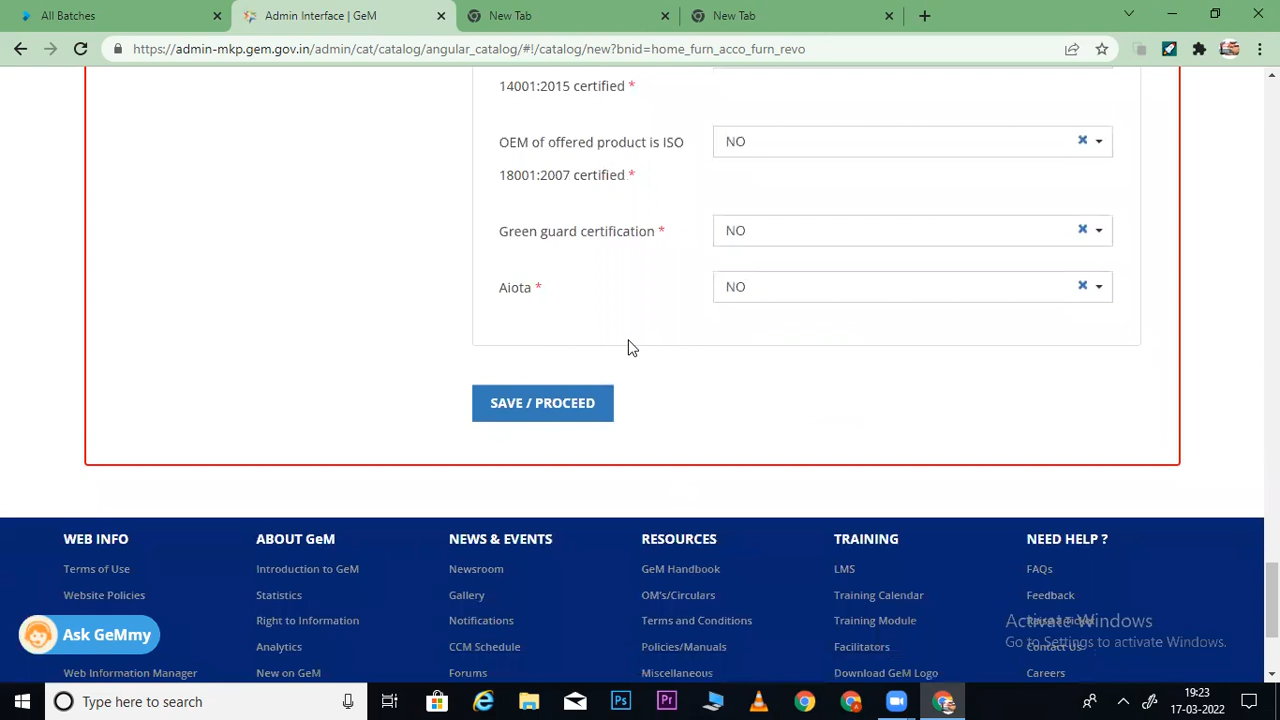 All Batches
Admin Interface | GeM
New Tab
New Tab
https://admin-mkp.gem.gov.in/admin/cat/catalog/angular_catalog/#!/catalog/new?bnid=home_furn_acco_furn_revo
14001:2015 certified *
OEM of offered product is ISO
18001:2007 certified *
NO
Green guard certification *
NO
Aiota *
NO
SAVE / PROCEED
WEB INFO
ABOUT GeM
NEWS & EVENTS
RESOURCES
TRAINING
NEED HELP ?
Terms of Use
Introduction to GeM
Newsroom
GeM Handbook
LMS
FAQs
Website Policies
Statistics
Gallery
OM's/Circulars
Training Calendar
Feedback
Right to Information
Notifications
Terms and Conditions
Training Module
Analytics
CCM Schedule
Policies/Manuals
Facilitators
Contact Us
Web Information Manager
New on GeM
Forums
Miscellaneous
Download GeM Logo
Careers
Ask GeMmy
Activate Windows
Go to Settings to activate Windows.
Type here to search
Ps
Pr
19:23
17-03-2022